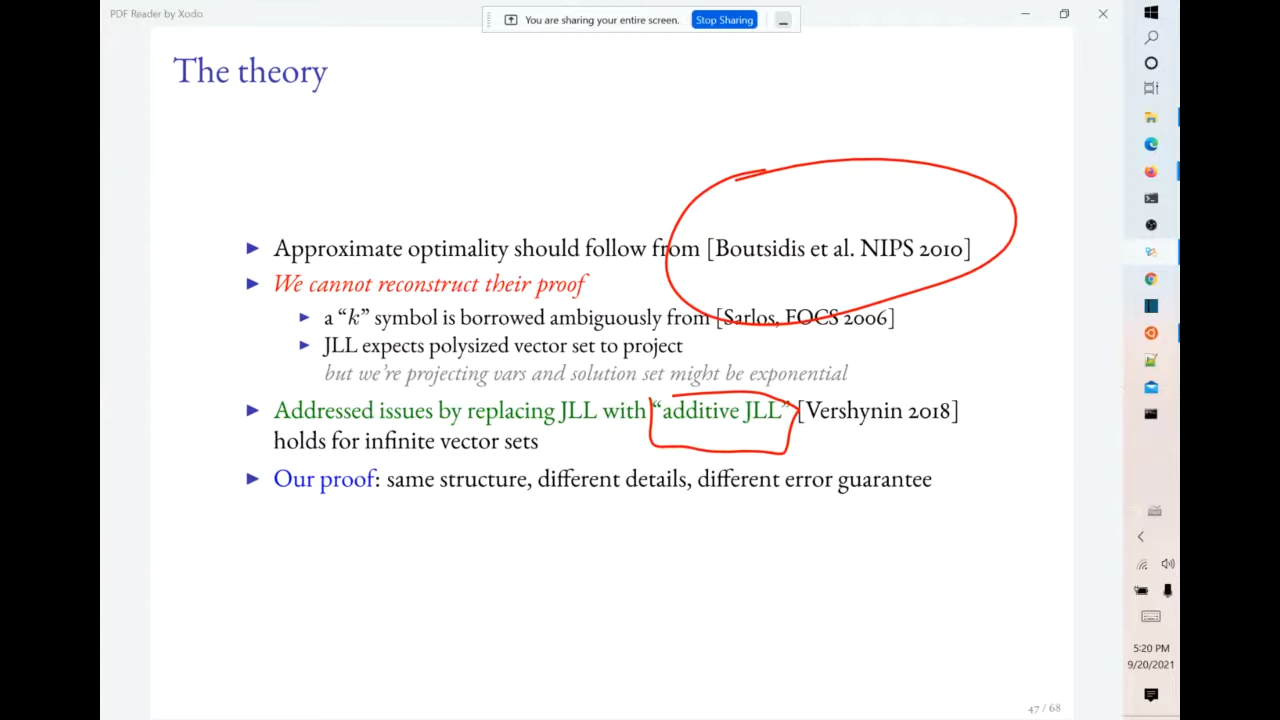 PDF Reader by Xodo
You are sharing your entire screen. Stop Sharing
The theory
Approximate optimality should follow from [Boutsidis et al. NIPS 2010]
We cannot reconstruct their proof
a “k” symbol is borrowed ambiguously from [Sarlos, FOCS 2006]
JLL expects polysized vector set to project
but we’re projecting vars and solution set might be exponential
Addressed issues by replacing JLL with “additive JLL” [Vershynin 2018]
holds for infinite vector sets
Our proof: same structure, different details, different error guarantee
47 / 68
5:20 PM
9/20/2021